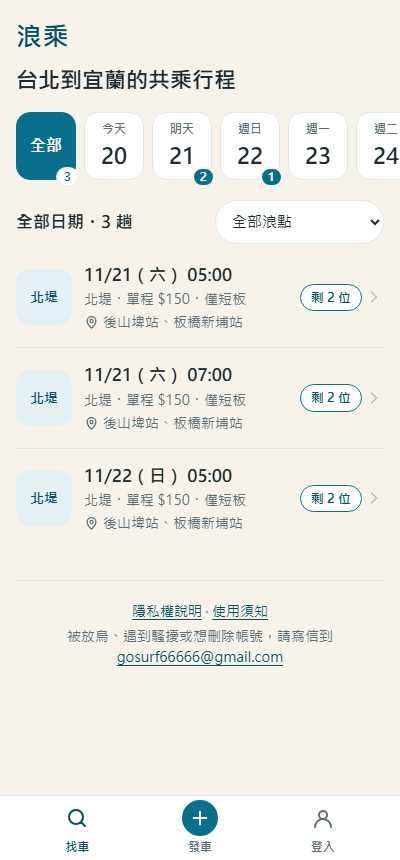 浪乘
台北到宜蘭的共乘行程
全部
3
今天
20
明天
21
2
週日
22
1
週一
23
週二
24
全部日期・3 趟
全部浪點
北堤
11/21(六)05:00
北堤・單程 $150・僅短板
後山埤站、板橋新埔站
剩 2 位
北堤
11/21(六)07:00
北堤・單程 $150・僅短板
後山埤站、板橋新埔站
剩 2 位
北堤
11/22(日)05:00
北堤・單程 $150・僅短板
後山埤站、板橋新埔站
剩 2 位
隱私權說明·使用須知
被放鳥、遇到騷擾或想刪除帳號，請寫信到
gosurf66666@gmail.com
找車
發車
登入